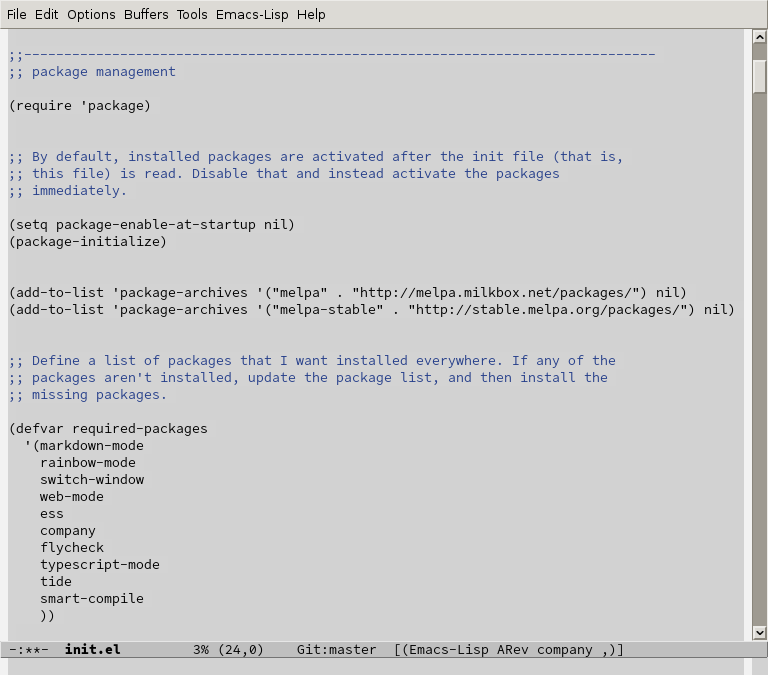 File Edit Options Buffers Tools Emacs-Lisp Help
;;-------------------------------------------------------------------------------
;; package management
(require 'package)
;; By default, installed packages are activated after the init file (that is,
;; this file) is read. Disable that and instead activate the packages
;; immediately.
(setq package-enable-at-startup nil)
(package-initialize)
(add-to-list 'package-archives '("melpa" . "http://melpa.milkbox.net/packages/") nil)
(add-to-list 'package-archives '("melpa-stable" . "http://stable.melpa.org/packages/") nil)
;; Define a list of packages that I want installed everywhere. If any of the
;; packages aren't installed, update the package list, and then install the
;; missing packages.
(defvar required-packages
  '(markdown-mode
    rainbow-mode
    switch-window
    web-mode
    ess
    company
    flycheck
    typescript-mode
    tide
    smart-compile
    ))
-:**-  init.el         3% (24,0)    Git:master  [(Emacs-Lisp ARev company ,)]